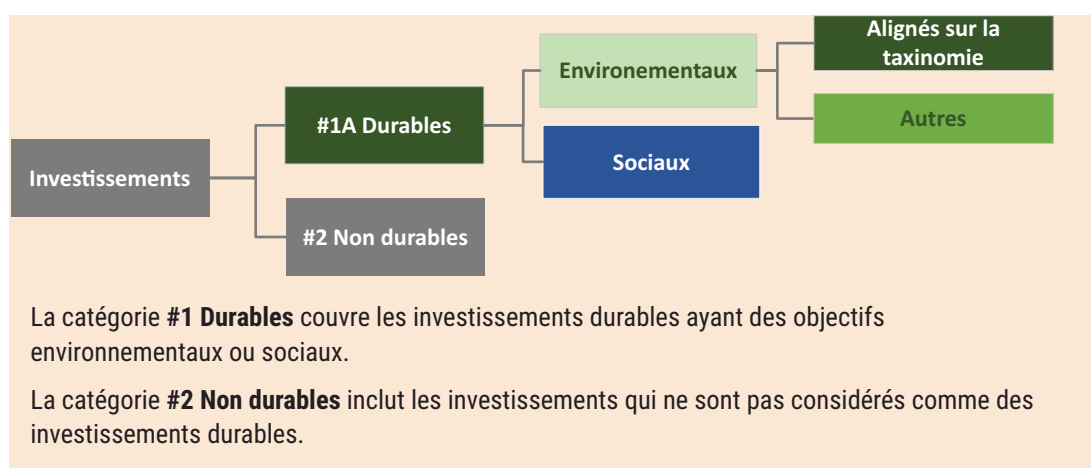 Alignés sur la
taxinomie
Environementaux
#1A Durables
Autres
Sociaux
Investissements
#2 Non durables
La catégorie #1 Durables couvre les investissements durables ayant des objectifs
environnementaux ou sociaux.
La catégorie #2 Non durables inclut les investissements qui ne sont pas considérés comme des
investissements durables.